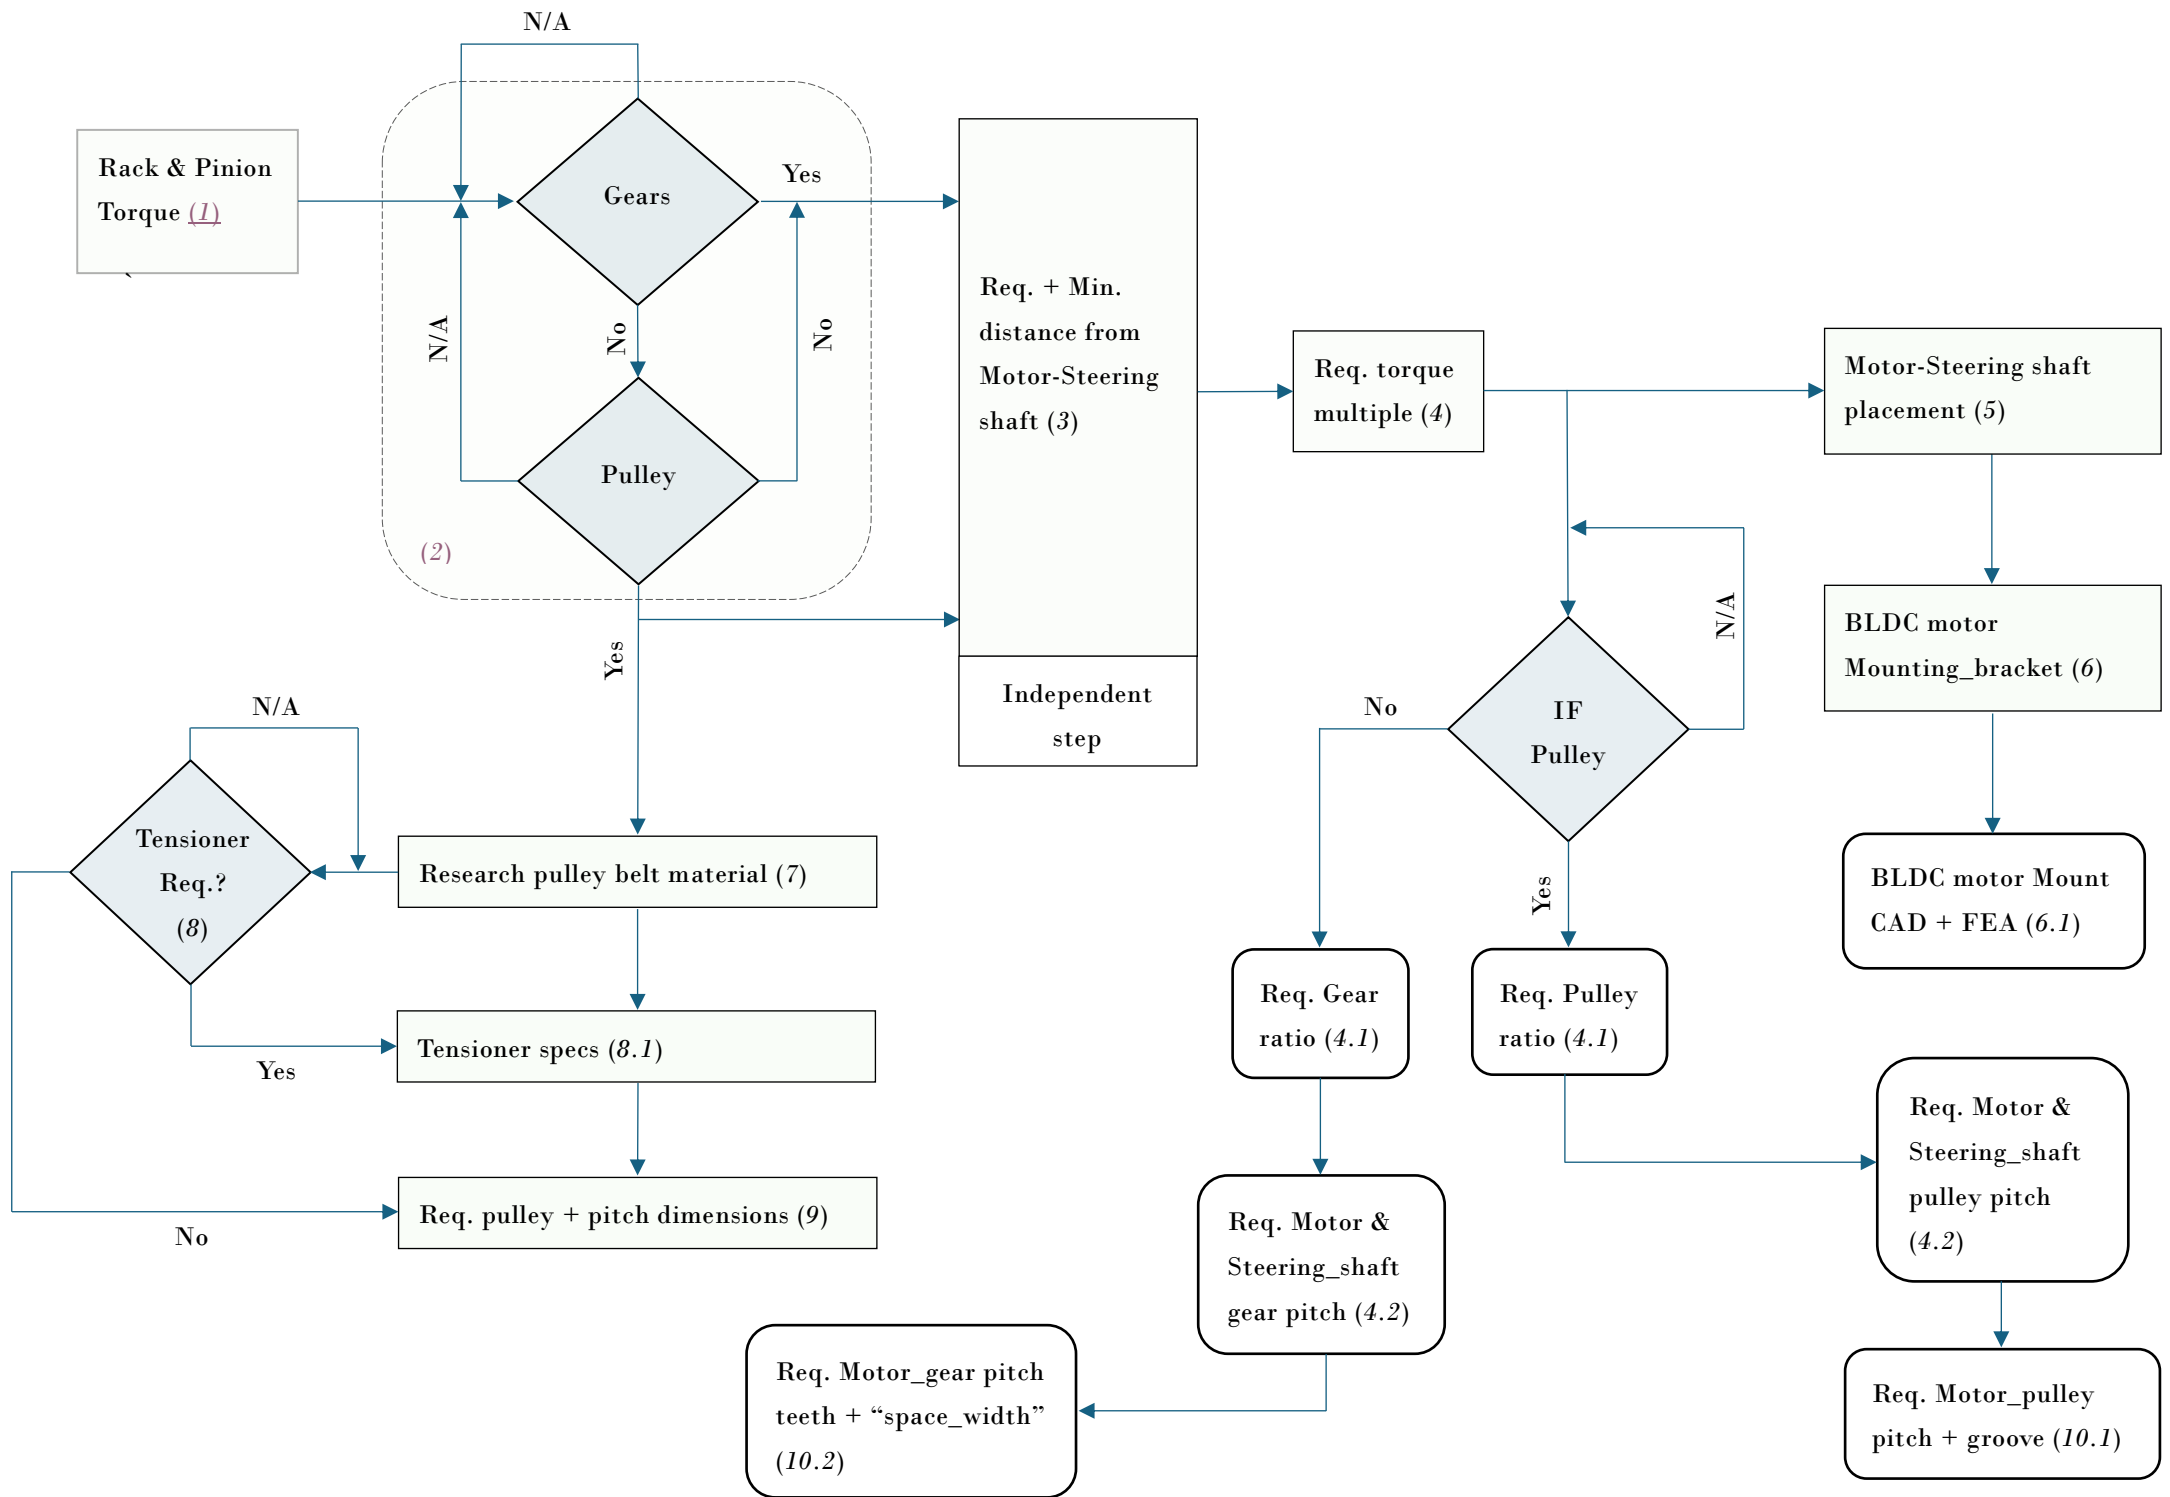 N/A
Rack & Pinion
Torque (1)
`
Gears
Yes
N/A
No
No
Pulley
(2)
Yes
Req. + Min.
distance from
Motor-Steering
shaft (3)
Independent
step
Req. torque
multiple (4)
Motor-Steering shaft
placement (5)
BLDC motor
Mounting_bracket (6)
BLDC motor Mount
CAD + FEA (6.1)
N/A
IF
Pulley
No
Yes
N/A
Tensioner
Req.?
(8)
Research pulley belt material (7)
Yes
Tensioner specs (8.1)
No
Req. pulley + pitch dimensions (9)
Req. Gear
ratio (4.1)
Req. Pulley
ratio (4.1)
Req. Motor &
Steering_shaft
gear pitch (4.2)
Req. Motor &
Steering_shaft
pulley pitch
(4.2)
Req. Motor_gear pitch
teeth + “space_width”
(10.2)
Req. Motor_pulley
pitch + groove (10.1)